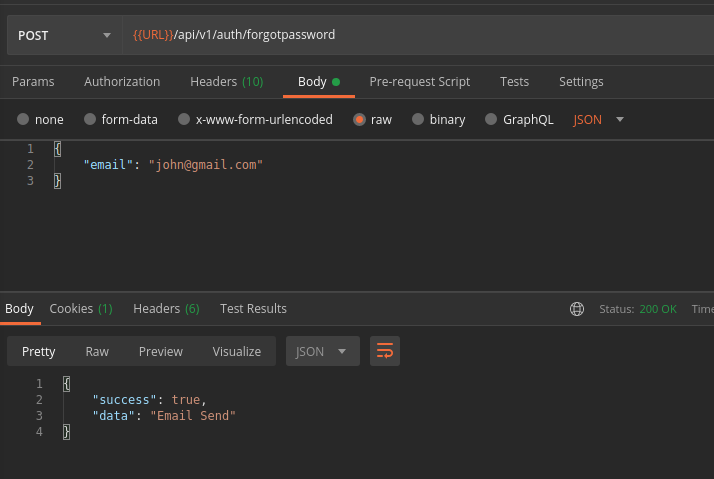 POST {{URL}}/api/v1/auth/forgotpassword
Params Authorization Headers (10) Body Pre-request Script Tests Settings
none form-data x-www-form-urlencoded raw binary GraphQL JSON
1 {
2 "email": "john@gmail.com"
3 }
Body Cookies (1) Headers (6) Test Results Status: 200 OK Time
Pretty Raw Preview Visualize JSON
1 {
2 "success": true,
3 "data": "Email Send"
4 }